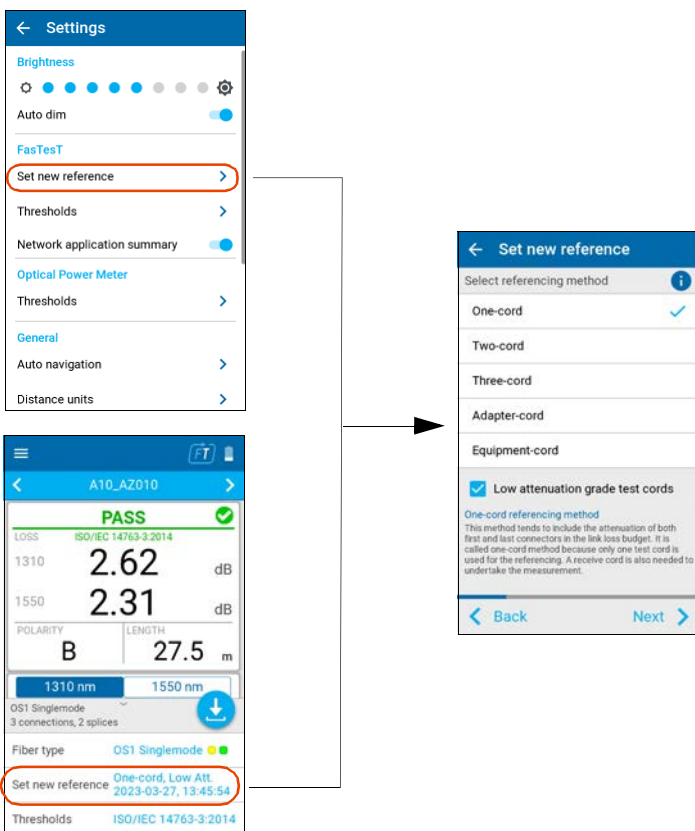 Settings
Brightness
Auto dim
FasTesT
Set new reference
Thresholds
Network application summary
Optical Power Meter
Thresholds
General
Auto navigation
Distance units
FT
A10_AZ010
PASS
LOSS ISO/IEC 14763-3:2014
1310 2.62 dB
1550 2.31 dB
POLARITY LENGTH
B 27.5 m
1310 nm 1550 nm
OS1 Singlemode
3 connections, 2 splices
Fiber type OS1 Singlemode
Set new reference One-cord, Low Att.
2023-03-27, 13:45:54
Thresholds ISO/IEC 14763-3:2014
Set new reference
Select referencing method i
One-cord
Two-cord
Three-cord
Adapter-cord
Equipment-cord
Low attenuation grade test cords
One-cord referencing method
This method tends to include the attenuation of both
first and last connectors in the link loss budget. It is
called one-cord method because only one test cord is
used for the referencing. A receive cord is also needed to
undertake the measurement.
Back Next